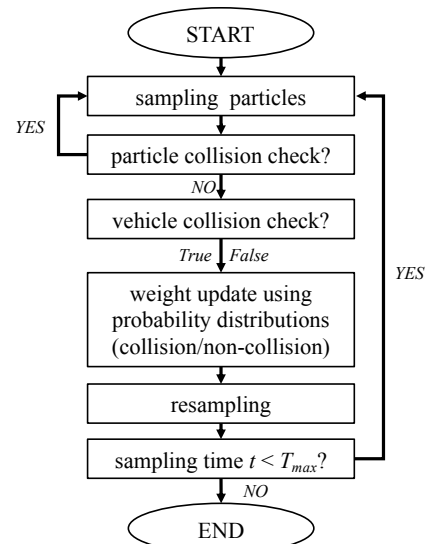 START
sampling particles
YES
particle collision check?
NO
vehicle collision check?
True False
YES
weight update using
probability distributions
(collision/non-collision)
resampling
sampling time t < Tmax?
NO
END